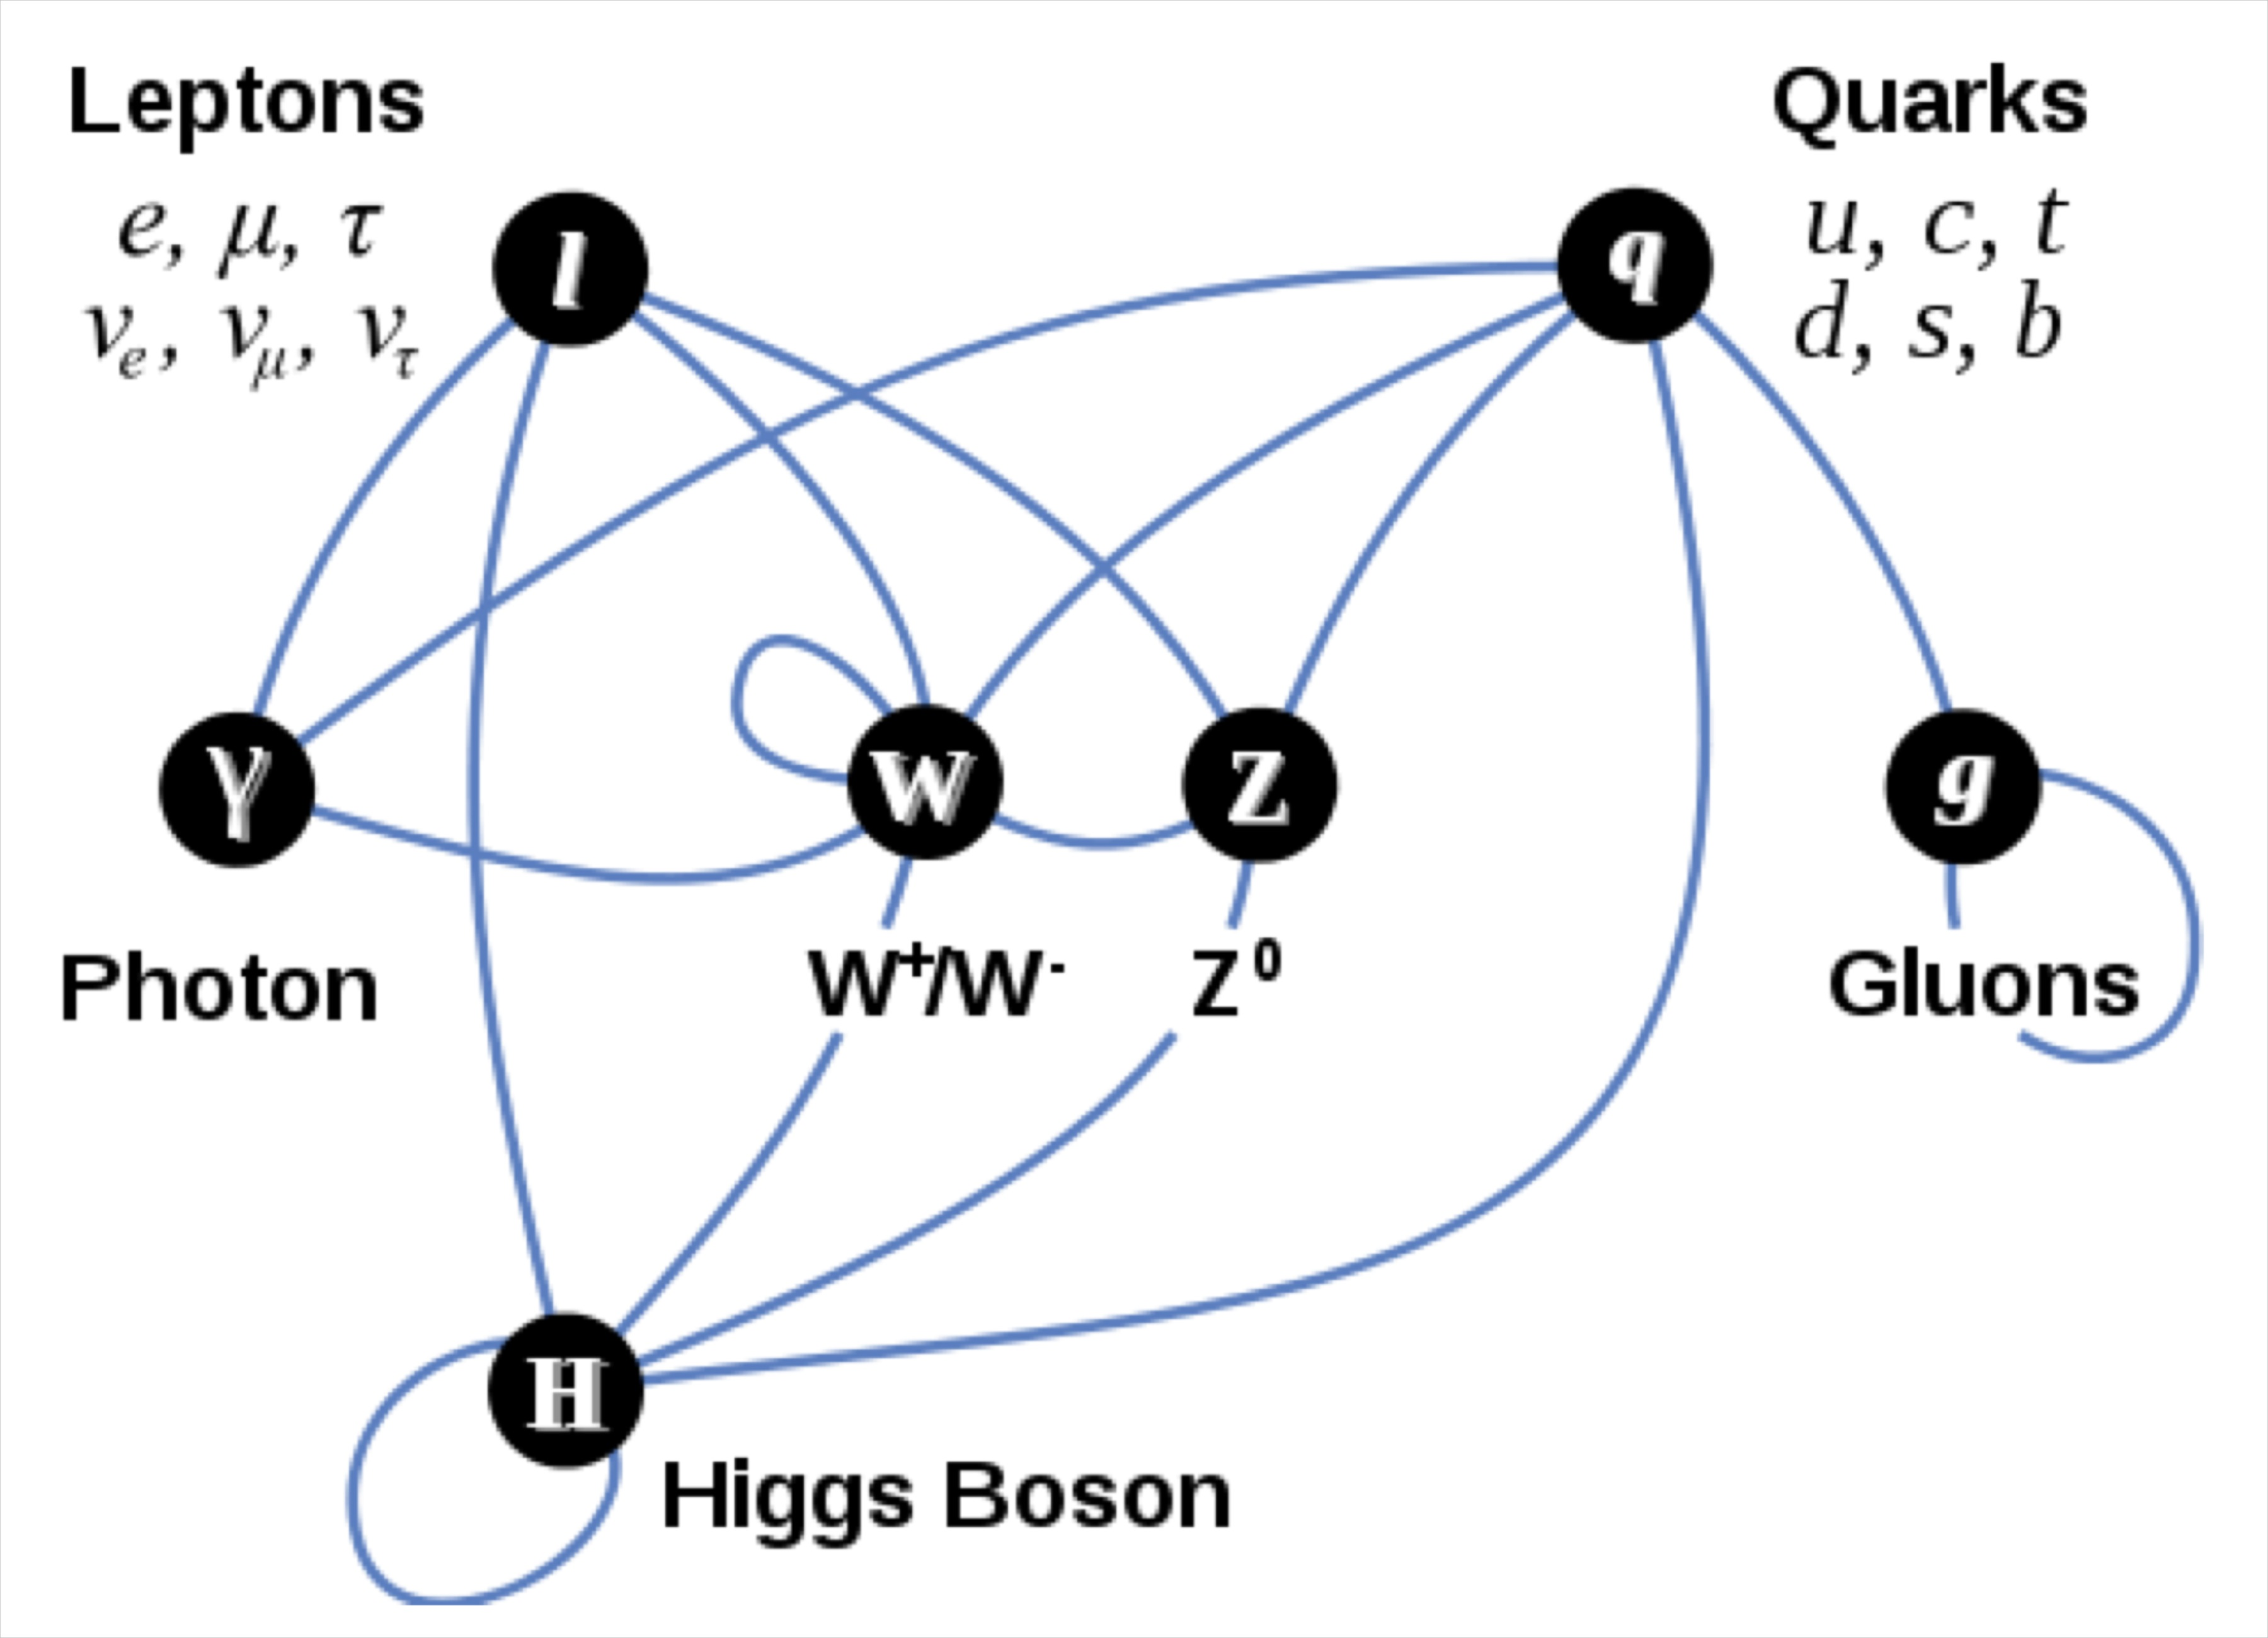 Leptons
e, μ, τ
νe, νμ, ντ
l
Quarks
u, c, t
d, s, b
q
γ
W
Z
g
Photon
W+/W-
Z0
Gluons
H
Higgs Boson